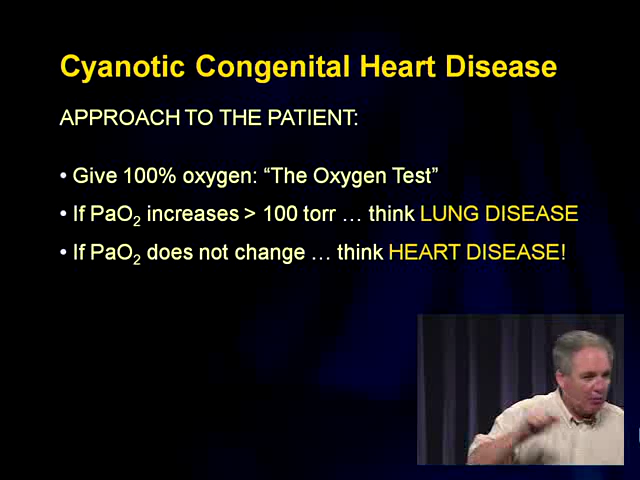 Cyanotic Congenital Heart Disease
APPROACH TO THE PATIENT:
• Give 100% oxygen: “The Oxygen Test”
• If PaO₂ increases > 100 torr … think LUNG DISEASE
• If PaO₂ does not change … think HEART DISEASE!